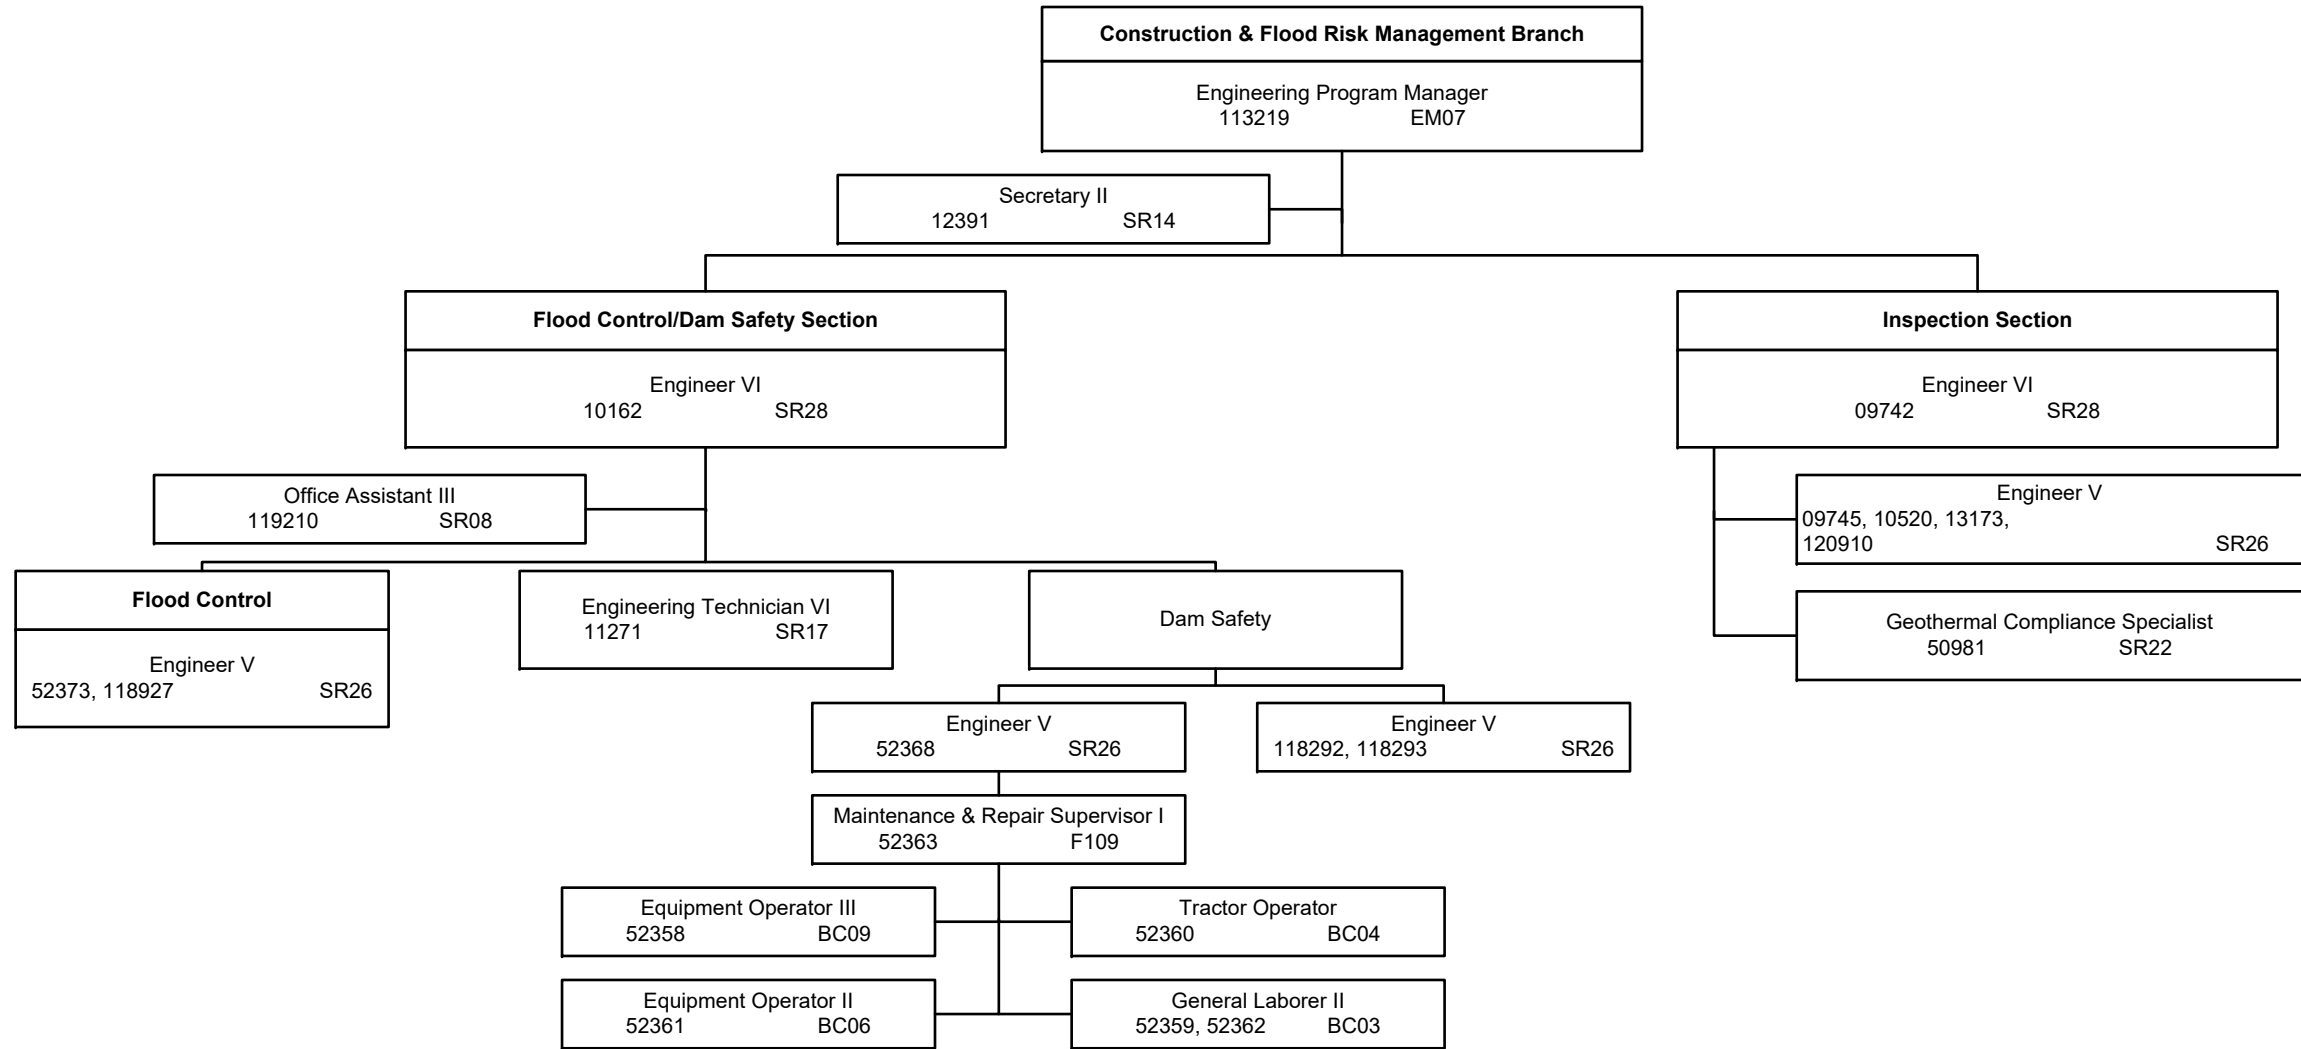 Construction & Flood Risk Management Branch
Engineering Program Manager
113219 EM07
Secretary II
12391 SR14
Flood Control/Dam Safety Section
Engineer VI
10162 SR28
Inspection Section
Engineer VI
09742 SR28
Office Assistant III
119210 SR08
Engineer V
09745, 10520, 13173,
120910 SR26
Geothermal Compliance Specialist
50981 SR22
Flood Control
Engineer V
52373, 118927 SR26
Engineering Technician VI
11271 SR17
Dam Safety
Engineer V
52368 SR26
Engineer V
118292, 118293 SR26
Maintenance & Repair Supervisor I
52363 F109
Equipment Operator III
52358 BC09
Tractor Operator
52360 BC04
Equipment Operator II
52361 BC06
General Laborer II
52359, 52362 BC03